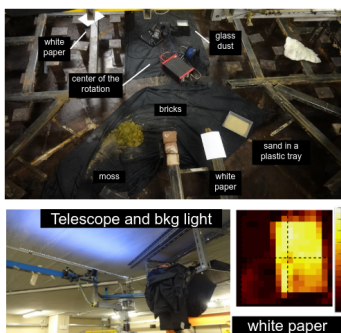 white
paper
glass
dust
center of the
rotation
bricks
sand in a
plastic tray
moss
white
paper
Telescope and bkg light
white paper